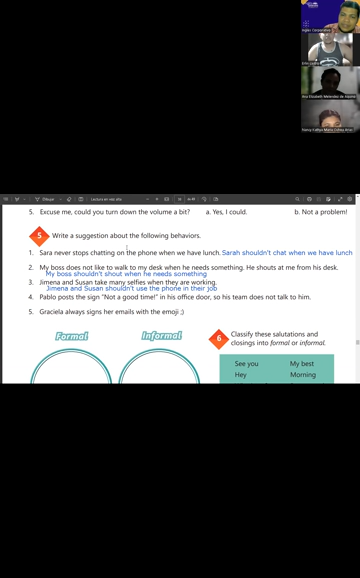 Erlin Castillo
5. Excuse me, could you turn down the volume a bit? a. Yes, I could. b. Not a problem!
5 Write a suggestion about the following behaviors.
1. Sara never stops chatting on the phone when we have lunch. Sarah shouldn't chat when we have lunch
2. My boss does not like to walk to my desk when he needs something. He shouts at me from his desk.
My boss shouldn't shout when he needs something
3. Jimena and Susan take many selfies when they are working.
Jimena and Susan shouldn't use the phone in their job
4. Pablo posts the sign "Not a good time!" in his office door, so his team does not talk to him.
5. Graciela always signs her emails with the emoji ;)
Formal Informal
6 Classify these salutations and closings into formal or informal.
See you My best
Hey Morning